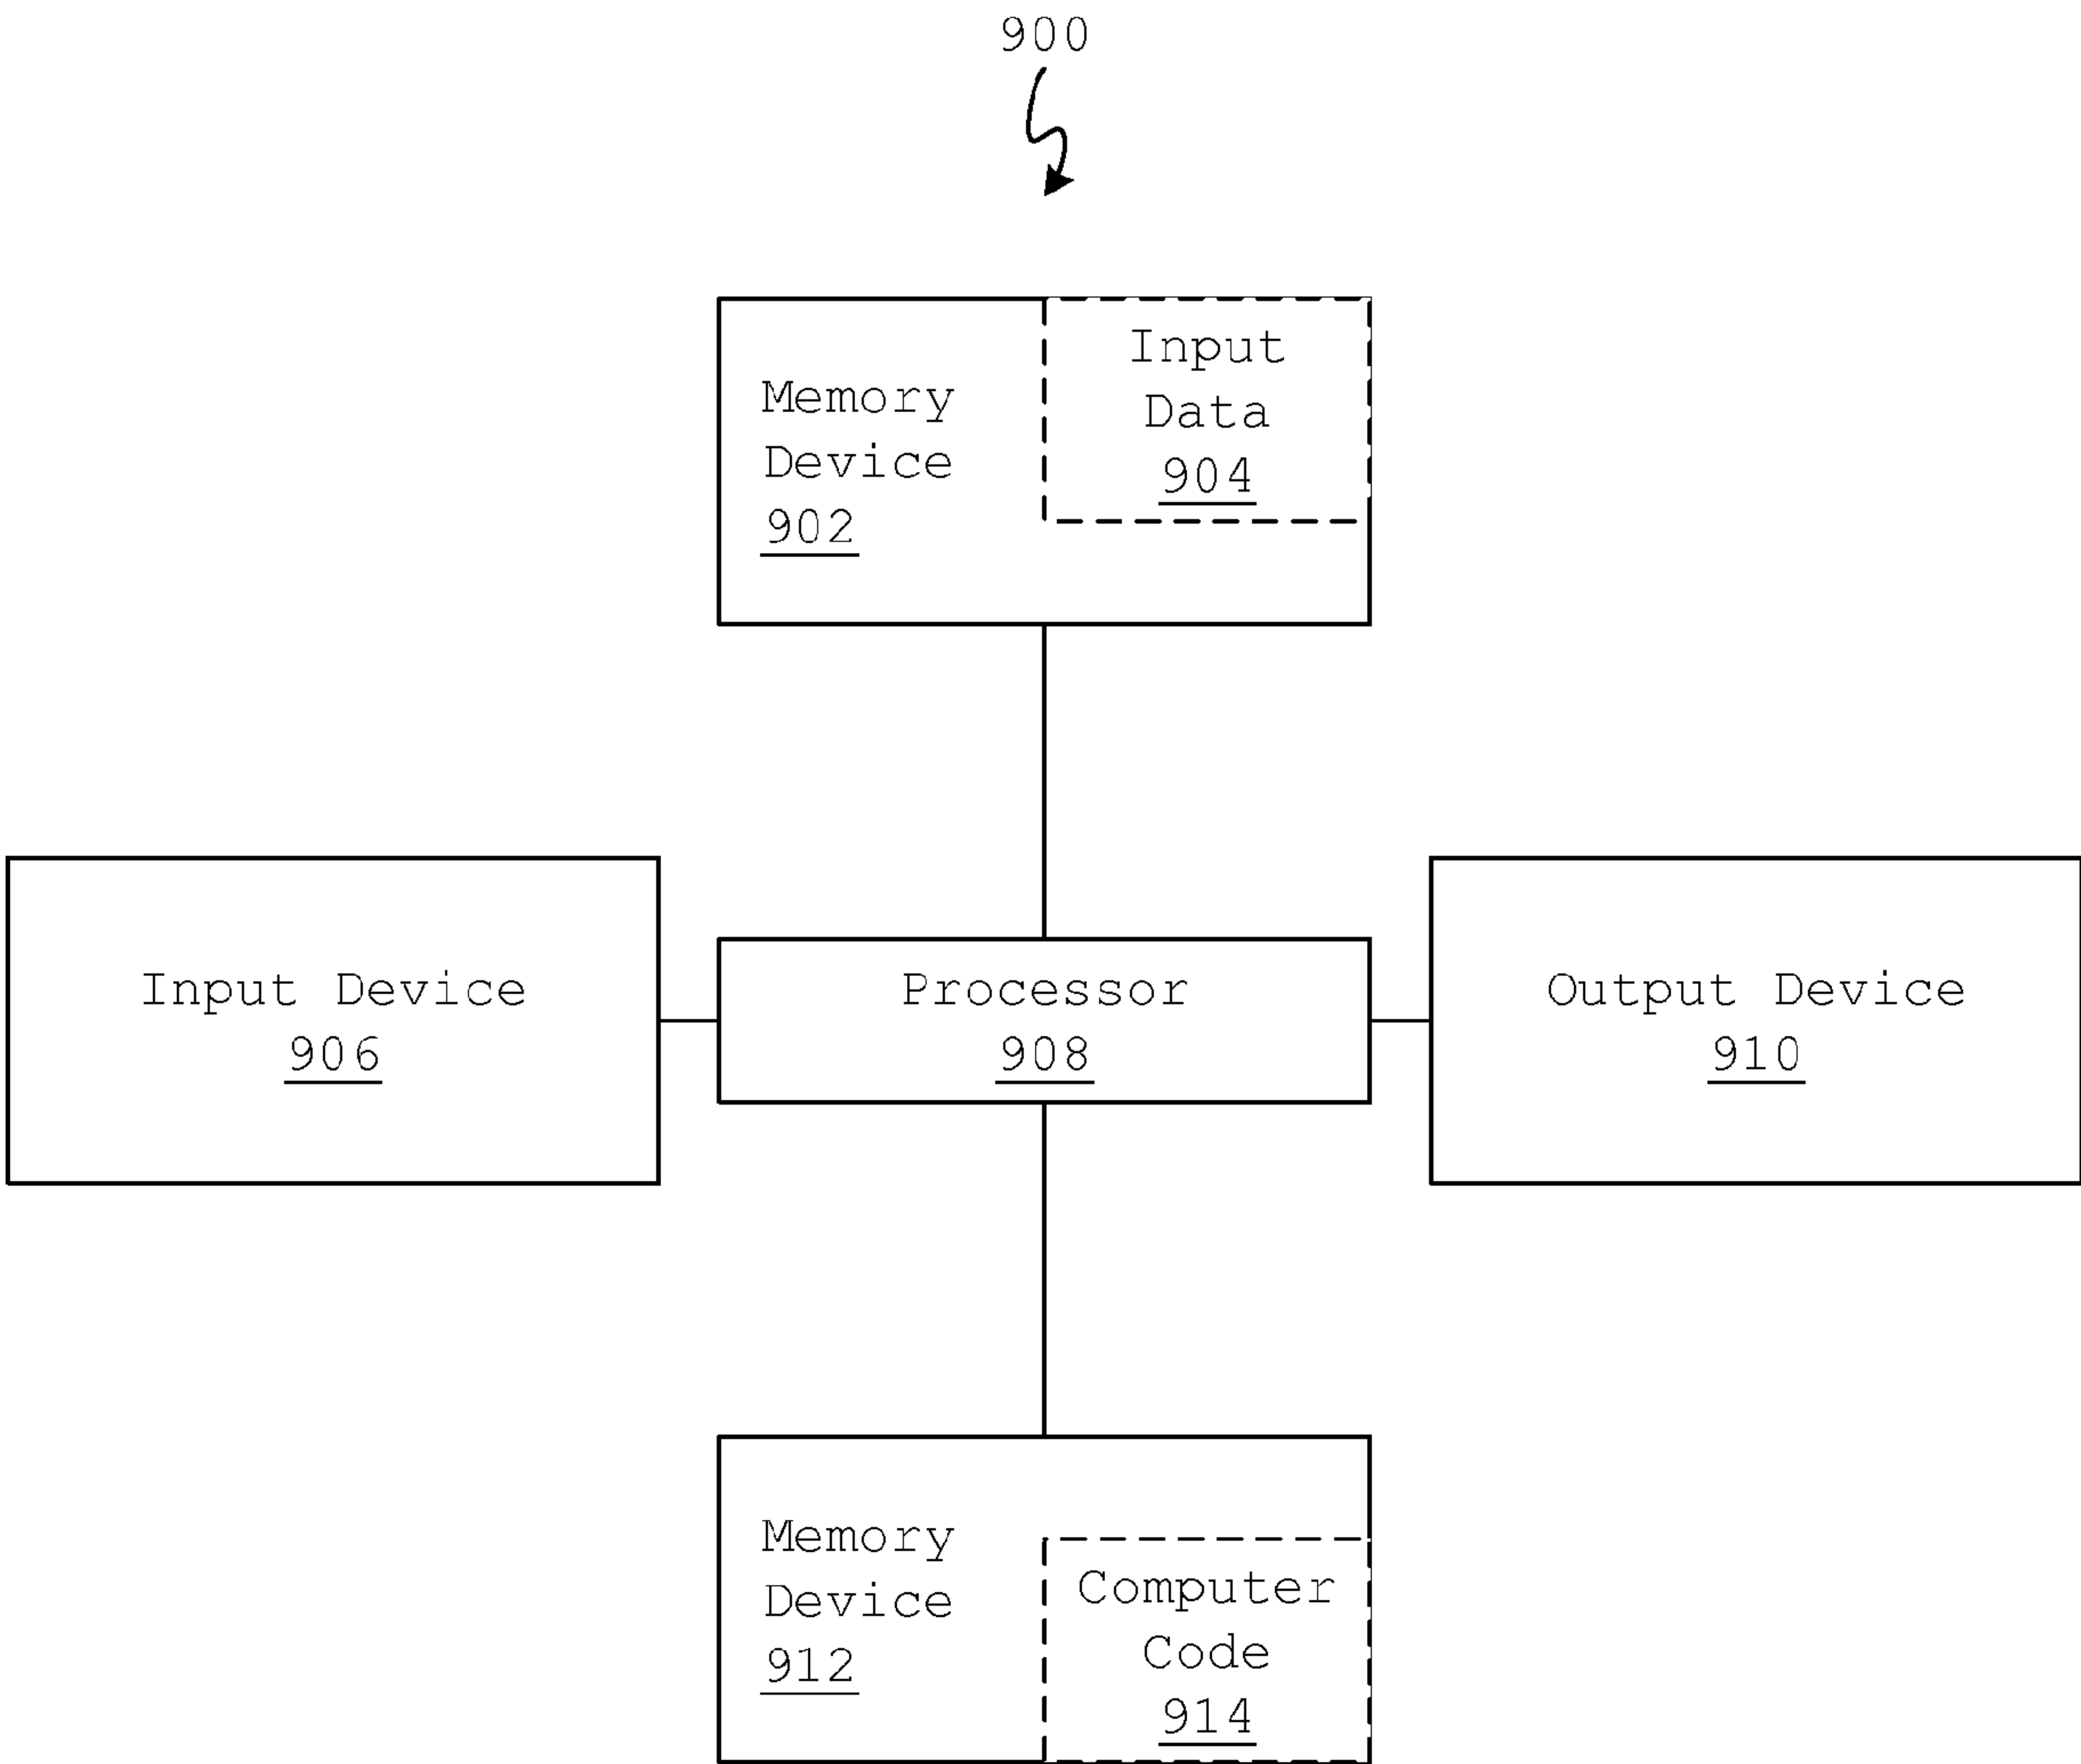 900
Input
Data
904
Memory
Device
902
Input Device
906
Processor
908
Output Device
910
Memory
Device
912
Computer
Code
914